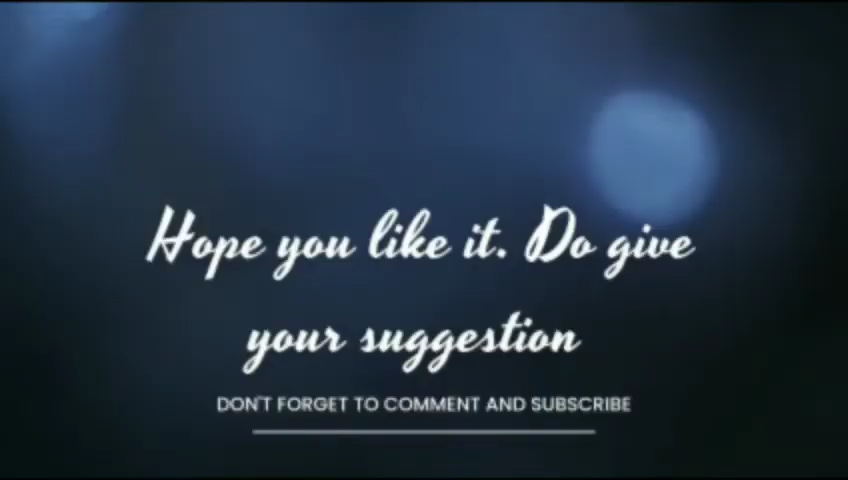 Hope you like it. Do give
your suggestion
DON'T FORGET TO COMMENT AND SUBSCRIBE